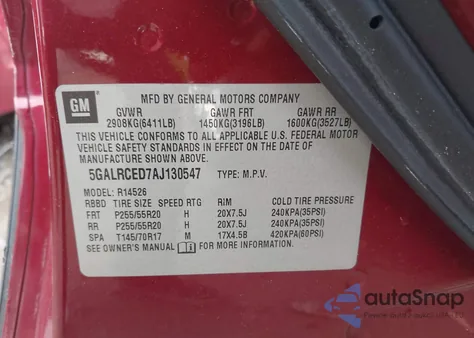 GM
MFD BY GENERAL MOTORS COMPANY
GVWR GAWR FRT GAWR RR
2908KG(6411LB) 1450KG(3196LB) 1600KG(3527LB)
THIS VEHICLE CONFORMS TO ALL APPLICABLE U.S. FEDERAL MOTOR
VEHICLE SAFETY STANDARDS IN EFFECT ON THE DATE OF
MANUFACTURE SHOWN ABOVE.
5GALRCED7AJ130547 TYPE: M.P.V.
MODEL: R14526
RBBD TIRE SIZE SPEED RTG RIM COLD TIRE PRESSURE
FRT P255/55R20 H 20X7.5J 240KPA(35PSI)
RR P255/55R20 H 20X7.5J 240KPA(35PSI)
SPA T145/70R17 M 17X4.5B 420KPA(60PSI)
SEE OWNER'S MANUAL FOR MORE INFORMATION.
autoSnap